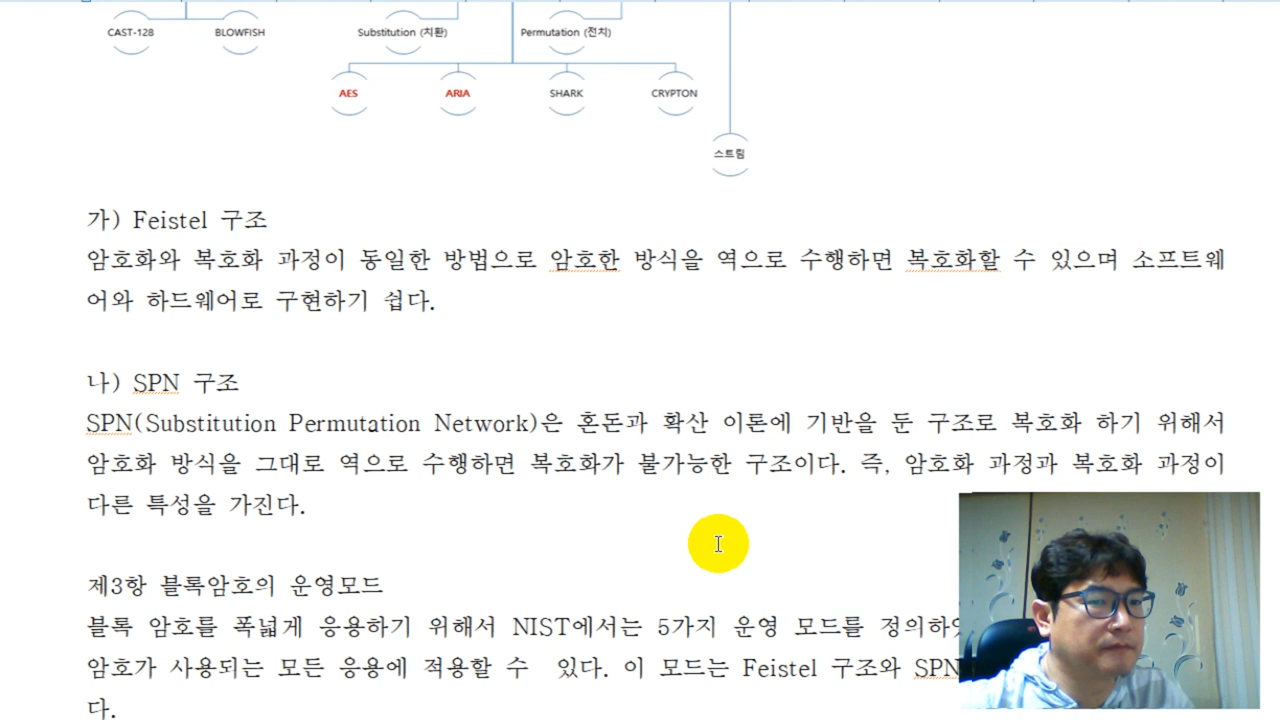 CAST-128 BLOWFISH Substitution (치환) Permutation (전치)
AES ARIA SHARK CRYPTON
스트림
가) Feistel 구조
암호화와 복호화 과정이 동일한 방법으로 암호한 방식을 역으로 수행하면 복호화할 수 있으며 소프트웨
어와 하드웨어로 구현하기 쉽다.
나) SPN 구조
SPN(Substitution Permutation Network)은 혼돈과 확산 이론에 기반을 둔 구조로 복호화 하기 위해서
암호화 방식을 그대로 역으로 수행하면 복호화가 불가능한 구조이다. 즉, 암호화 과정과 복호화 과정이
다른 특성을 가진다.
제3항 블록암호의 운영모드
블록 암호를 폭넓게 응용하기 위해서 NIST에서는 5가지 운영 모드를
암호가 사용되는 모든 응용에 적용할 수 있다. 이 모드는 Feistel 구조와 SPN
다.